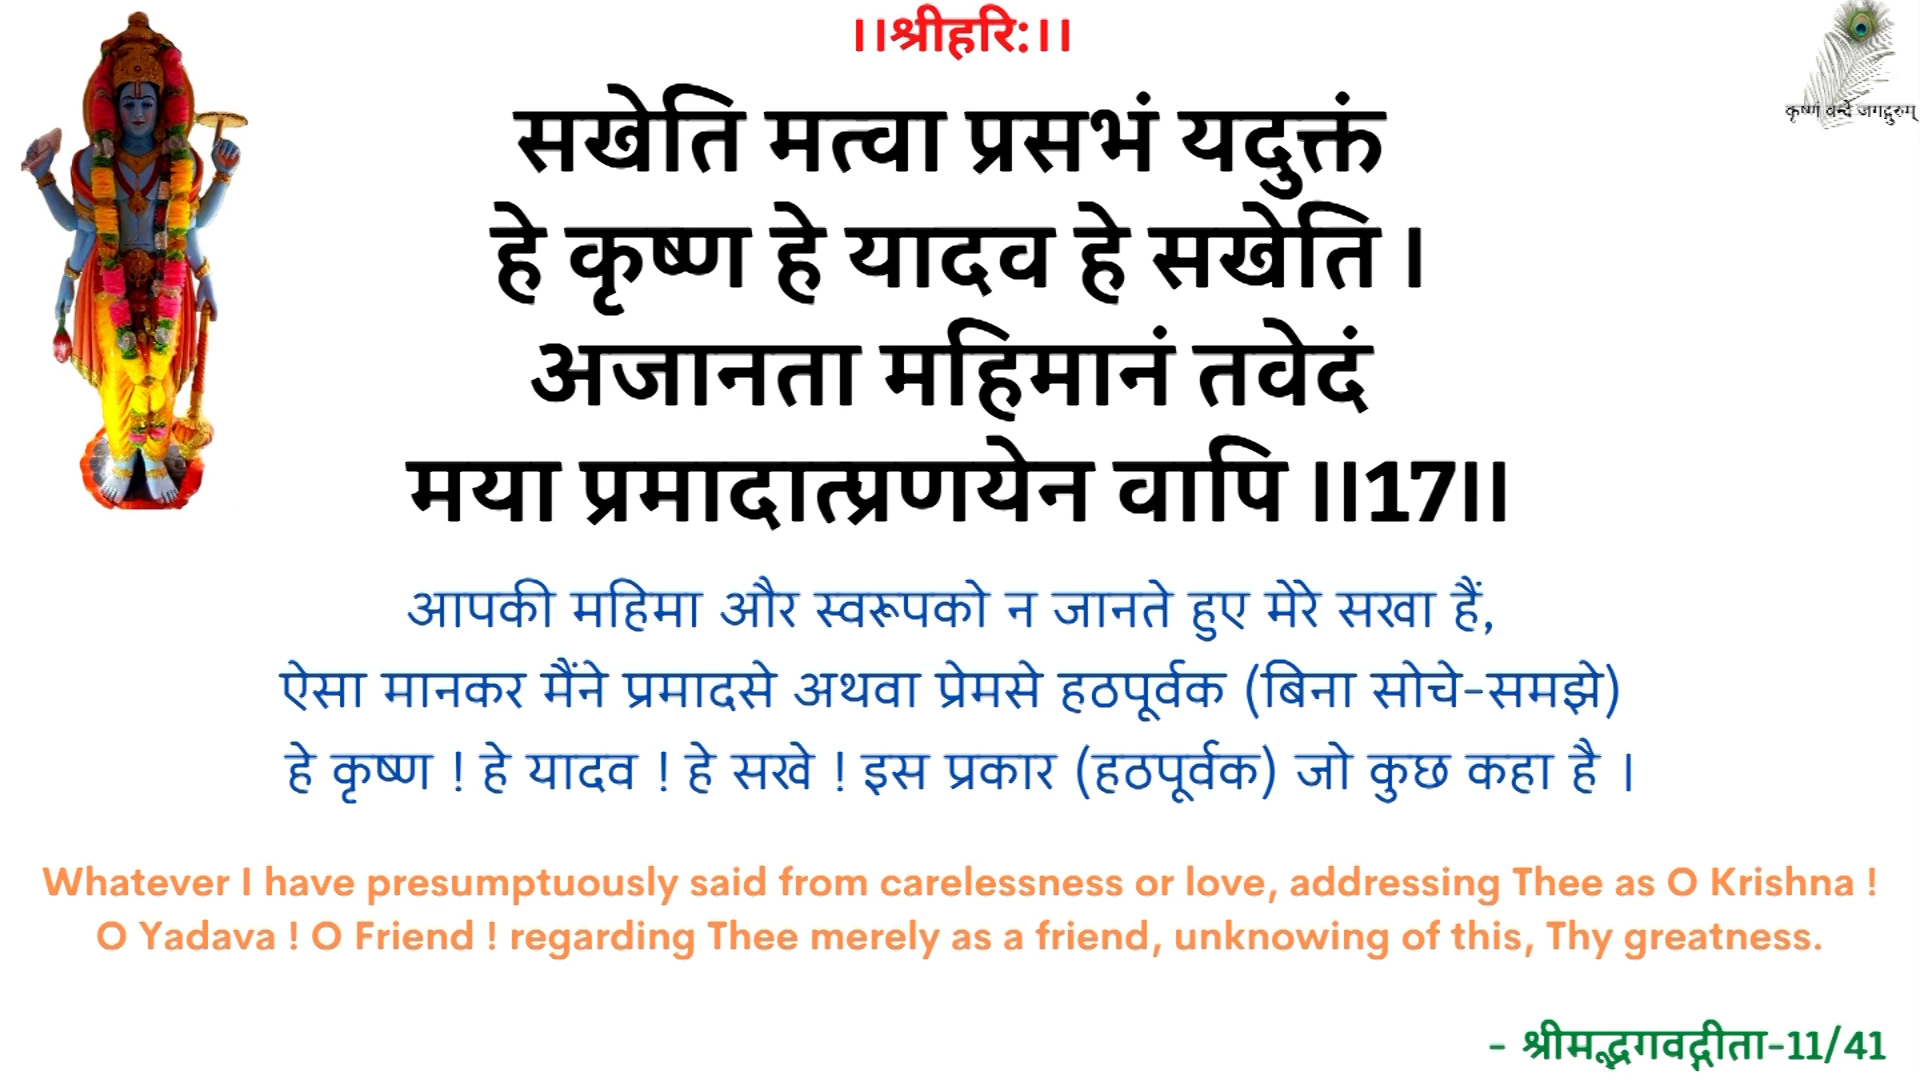 ।।श्रीहरि:।।
कृष्णं वन्दे जगद्गुरुम्
सखेति मत्वा प्रसभं यदुक्तं
हे कृष्ण हे यादव हे सखेति ।
अजानता महिमानं तवेदं
मया प्रमादात्प्रणयेन वापि ।।17।।
आपकी महिमा और स्वरूपको न जानते हुए मेरे सखा हैं,
ऐसा मानकर मैंने प्रमादसे अथवा प्रेमसे हठपूर्वक (बिना सोचे-समझे)
हे कृष्ण ! हे यादव ! हे सखे ! इस प्रकार (हठपूर्वक) जो कुछ कहा है ।
Whatever I have presumptuously said from carelessness or love, addressing Thee as O Krishna !
O Yadava ! O Friend ! regarding Thee merely as a friend, unknowing of this, Thy greatness.
- श्रीमद्भगवद्गीता-11/41